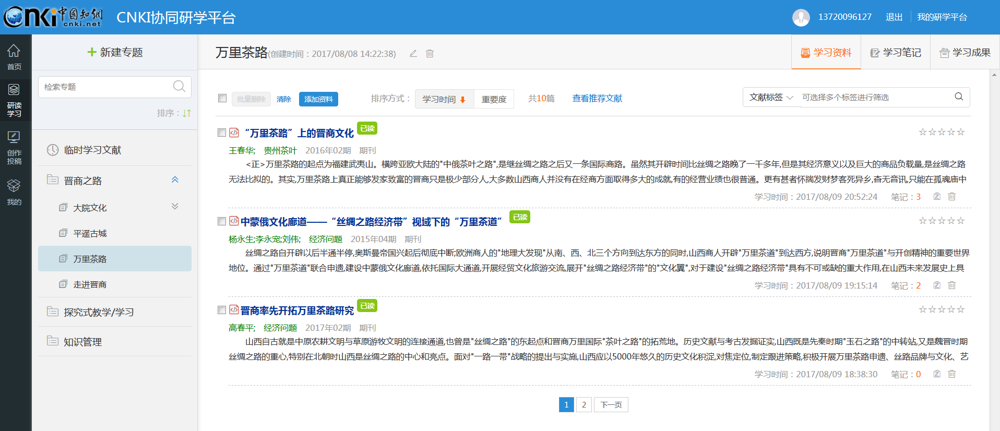 CNKI中国知網
cnki.net
CNKI协同研学平台
13720096127 退出 我的研学平台
首页
研读
学习
创作
投稿
我的
+ 新建专题
检索专题
排序：
临时学习文献
晋商之路
大院文化
平遥古城
万里茶路
走进晋商
探究式教学/学习
知识管理
万里茶路(创建时间：2017/08/08 14:22:38)
学习资料 学习笔记 学习成果
批量删除 清除 添加资料 排序方式： 学习时间 重要度 共10篇 查看推荐文献 文献标签 可选择多个标签进行筛选
“万里茶路”上的晋商文化 已读
王春华; 贵州茶叶 2016年02期 期刊
<正>万里茶路的起点为福建武夷山。横跨亚欧大陆的"中俄茶叶之路",是继丝绸之路之后又一条国际商路。虽然其开辟时间比丝绸之路晚了一千多年,但是其经济意义以及巨大的商品负载量,是丝绸之路
无法比拟的。其实,万里茶路上真正能够发家致富的晋商只是极少部分人,大多数山西商人并没有在经商方面取得多大的成就,有的经营业绩也很普通。更有甚者怀揣发财梦客死异乡,杳无音讯,只能在孤魂庙中
学习时间：2017/08/09 20:52:24 笔记：3
中蒙俄文化廊道——“丝绸之路经济带”视域下的“万里茶道” 已读
杨永生;李永宠;刘伟; 经济问题 2015年04期 期刊
丝绸之路自开辟以后半通半停,奥斯曼帝国兴起后彻底中断;欧洲商人的"地理大发现"从南、西、北三个方向到达东方的同时,山西商人开辟"万里茶道"到达西方,说明晋商"万里茶道"与开创精神的重要世界
地位。通过"万里茶道"联合申遗,建设中蒙俄文化廊道,依托国际大通道,开展经贸文化旅游交流,展开"丝绸之路经济带"的"文化翼",对于建设"丝绸之路经济带"具有不可或缺的重大作用,在山西未来发展史上具
学习时间：2017/08/09 19:15:14 笔记：2
晋商率先开拓万里茶路研究 已读
高春平; 经济问题 2017年02期 期刊
山西自古就是中原农耕文明与草原游牧文明的连接通道,也曾是"丝绸之路"的东起点和晋商万里国际"茶叶之路"的拓荒地。历史文献与考古发掘证实,山西既是先秦时期"玉石之路"的中转站,又是魏晋时期
丝绸之路的重心,特别在北朝时山西是丝绸之路的中心和亮点。面对"一路一带"战略的提出与实施,山西应以5000年悠久的历史文化积淀,对焦定位,制定跟进策略,积极开展万里茶路申遗、丝路品牌与文化、艺
学习时间：2017/08/09 18:38:30 笔记：0
1 2 下一页